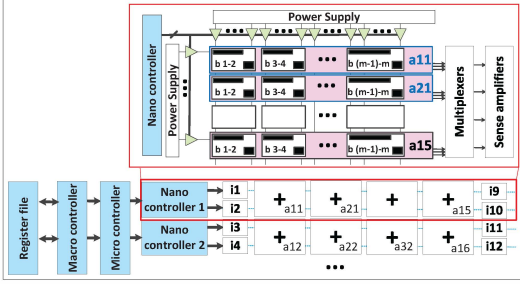 Power Supply
Nano controller
Power Supply
b 1-2 b 3-4 b (m-1)-m a11
b 1-2 b 3-4 b (m-1)-m a21
b 1-2 b 3-4 b (m-1)-m a15
Multiplexers
Sense amplifiers
Register file
Macro controller
Micro controller
Nano
controller 1
i1
i2
+ a11 + a21 + + a15
i9
i10
Nano
controller 2
i3
i4
+ a12 + a22 + a32 + a16
i11
i12